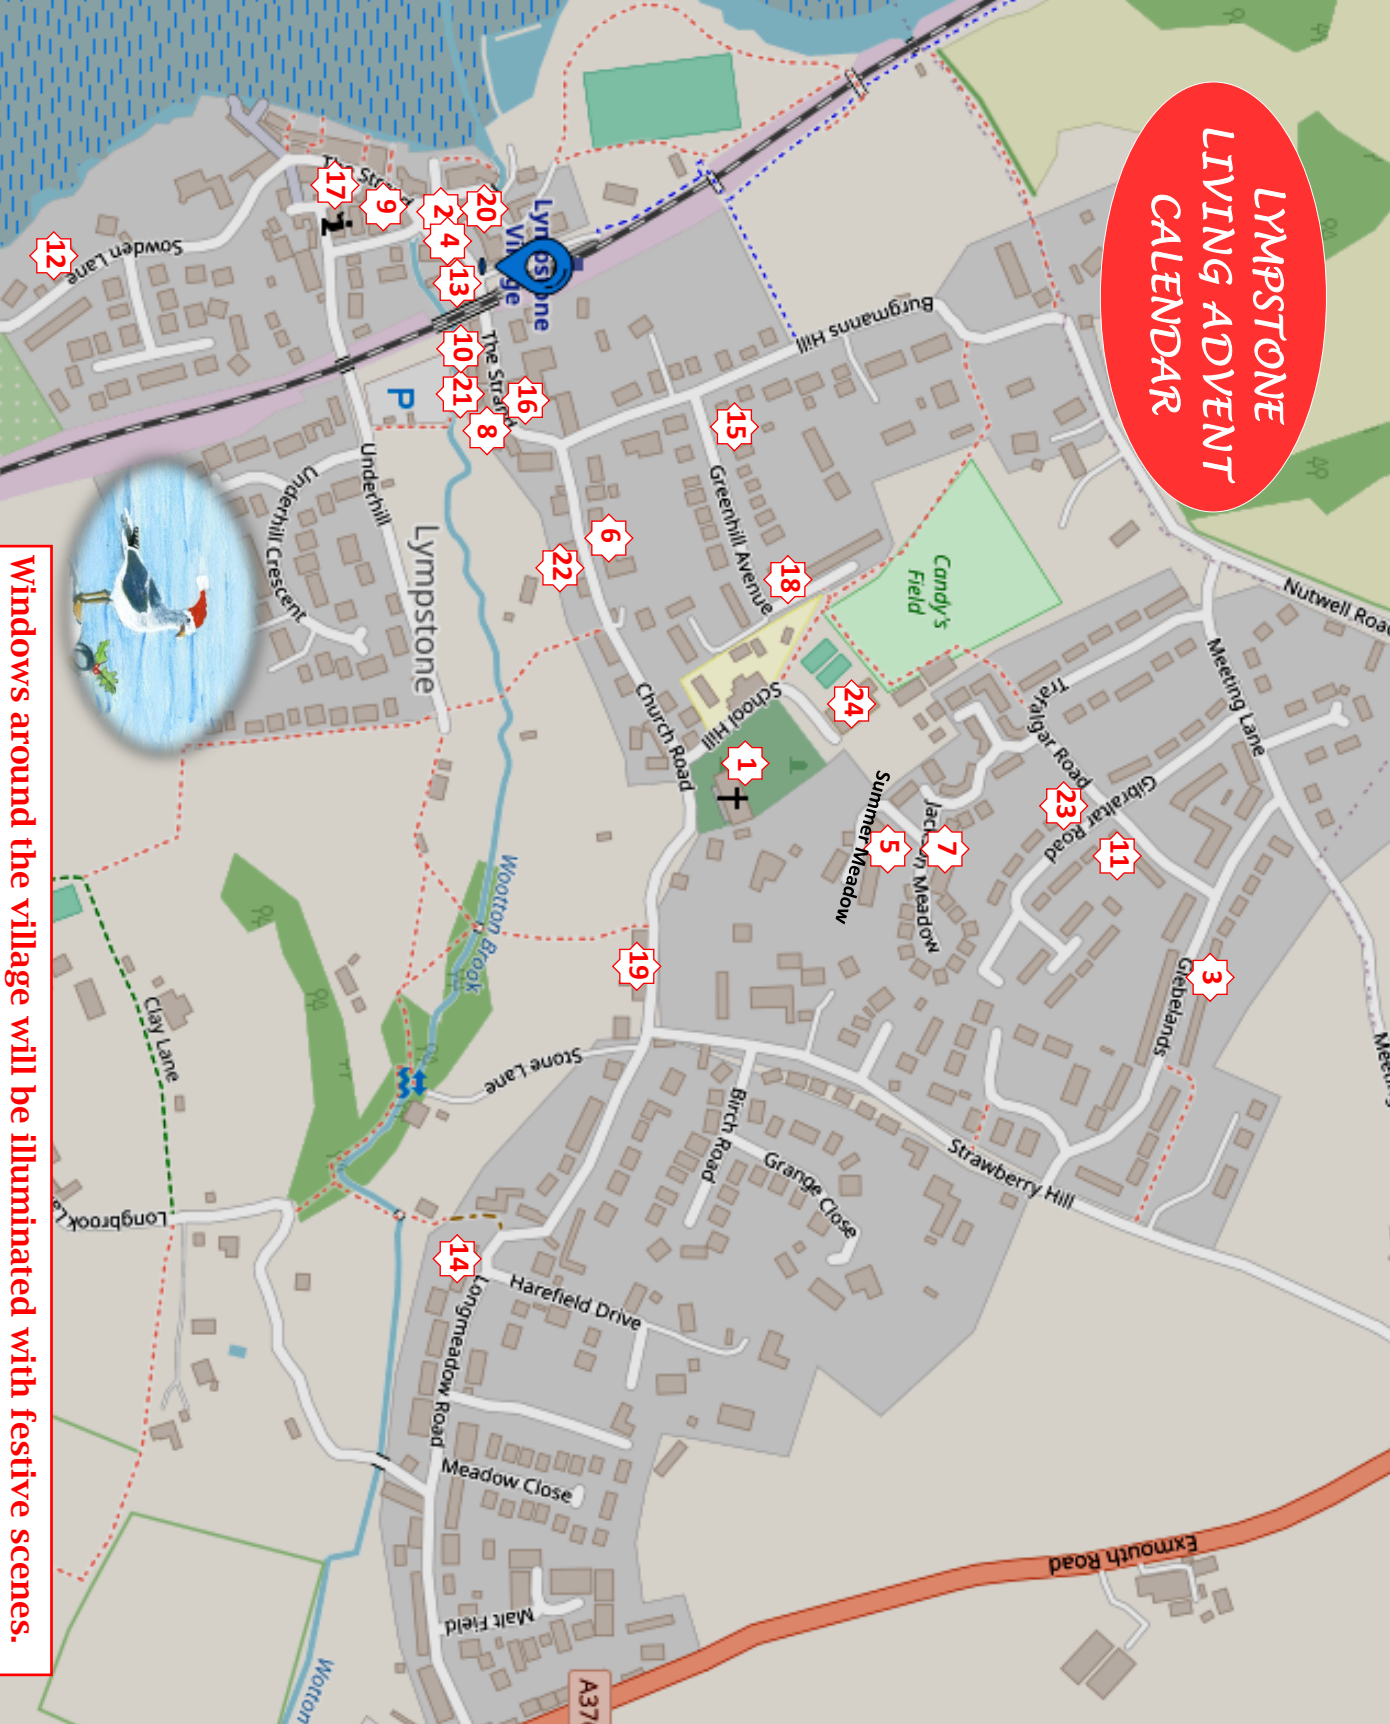 LYMPSTONE
LIVING ADVENT
CALENDAR
Nutwell Road
Meeting Lane
Burgmanns Hill
Candy's
Field
Trafalgar Road
Gibraltar Road
23
11
3
Glebelands
15
Greenhill Avenue
18
24
School Hill
1
Summer Meadow
5
7
Jackson Meadow
Strawberry Hill
Birch Road
Grange Close
Exmouth Road
Lympstone
Village
The Strand
20
2
4
13
10
21
16
8
6
22
Church Road
19
Stone Lane
17
9
P
Underhill
Lympstone
Underhill Crescent
Wotton Brook
14
Harefield Drive
Longmeadow Road
Meadow Close
Malt Field
12
Sowden Lane
Clay Lane
Longbrook
Wotton
Windows around the village will be illuminated with festive scenes.